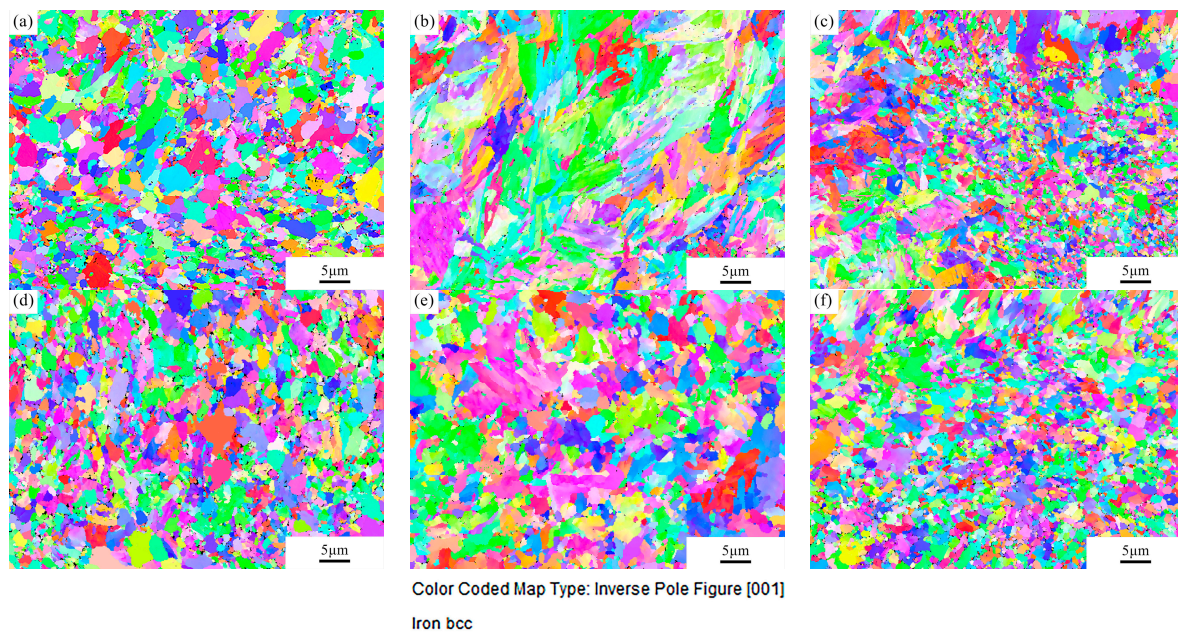 (a)
(b)
(c)
5μm
5μm
5μm
(d)
(e)
(f)
5μm
5μm
5μm
Color Coded Map Type: Inverse Pole Figure [001]
Iron bcc